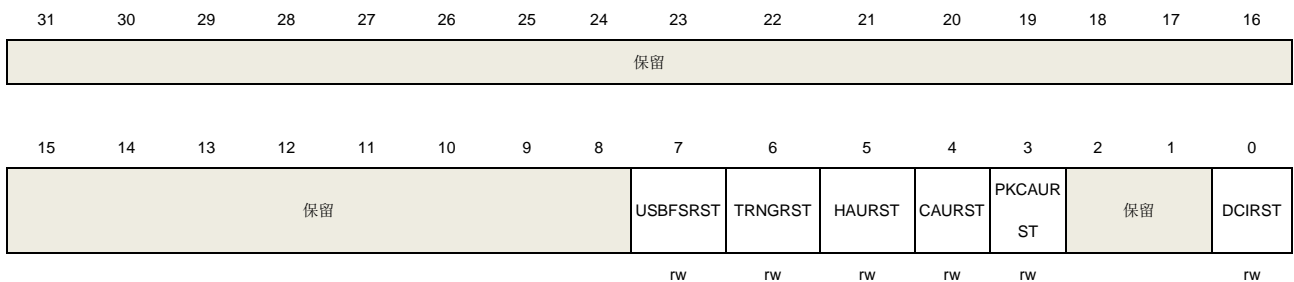 31 30 29 28 27 26 25 24 23 22 21 20 19 18 17 16
保留
15 14 13 12 11 10 9 8 7 6 5 4 3 2 1 0
保留 USBFSRST TRNGRST HAURST CAURST PKCAUR 保留 DCIRST
ST
rw rw rw rw rw rw